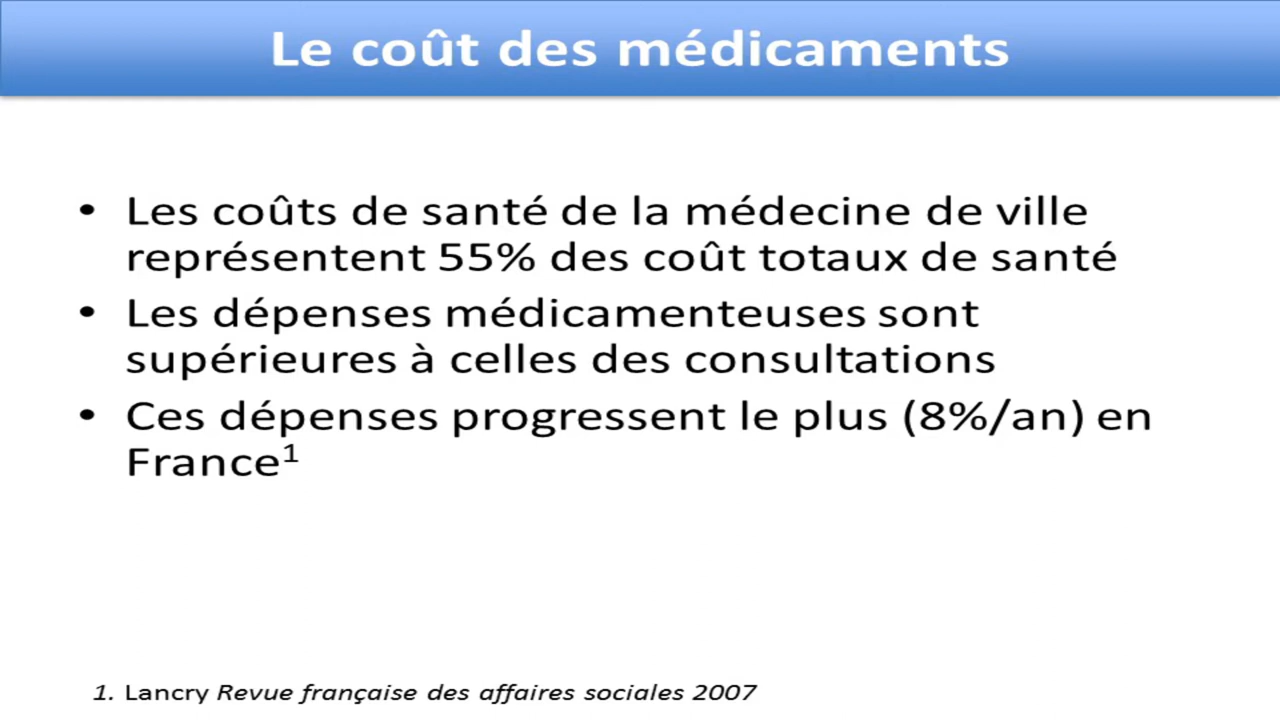 Le coût des médicaments
• Les coûts de santé de la médecine de ville
représentent 55% des coût totaux de santé
• Les dépenses médicamenteuses sont
supérieures à celles des consultations
• Ces dépenses progressent le plus (8%/an) en
France¹
1. Lancry Revue française des affaires sociales 2007